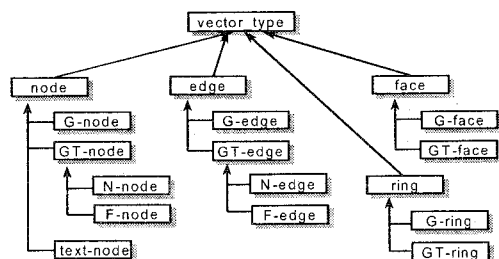 vector type
node
edge
face
G-node
G-edge
G-face
GT-node
GT-edge
GT-face
N-node
N-edge
ring
F-node
F-edge
G-ring
text-node
GT-ring